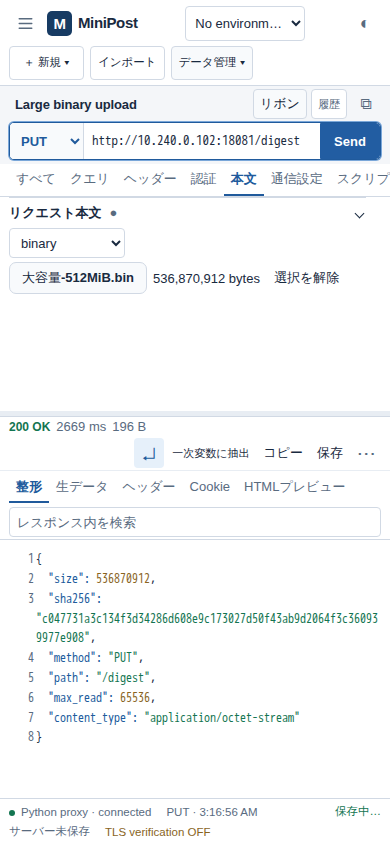 M MiniPost No environm…
＋ 新規 ▾ インポート データ管理 ▾
Large binary upload リボン 履歴
PUT http://10.240.0.102:18081/digest Send
すべて クエリ ヘッダー 認証 本文 通信設定 スクリプ
リクエスト本文 ●
binary
大容量-512MiB.bin 536,870,912 bytes 選択を解除
200 OK 2669 ms 196 B
一次変数に抽出 コピー 保存 ···
整形 生データ ヘッダー Cookie HTMLプレビュー
レスポンス内を検索
1 {
2 "size": 536870912,
3 "sha256":
"c047731a3c134f3d34286d608e9c173027d50f43ab9d2064f3c36093
9977e908",
4 "method": "PUT",
5 "path": "/digest",
6 "max_read": 65536,
7 "content_type": "application/octet-stream"
8 }
Python proxy · connected PUT · 3:16:56 AM 保存中…
サーバー未保存 TLS verification OFF